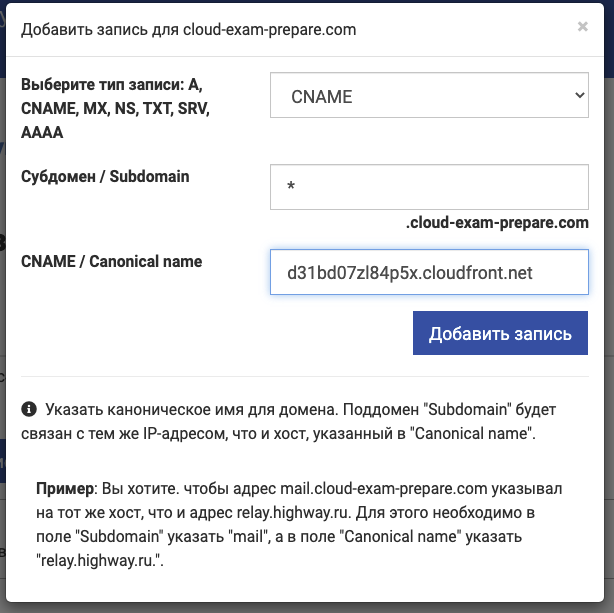 Добавить запись для cloud-exam-prepare.com ×
Выберите тип записи: A,
CNAME, MX, NS, TXT, SRV,
AAAA
CNAME
Субдомен / Subdomain
*
.cloud-exam-prepare.com
CNAME / Canonical name
d31bd07zl84p5x.cloudfront.net
Добавить запись
Указать каноническое имя для домена. Поддомен "Subdomain" будет
связан с тем же IP-адресом, что и хост, указанный в "Canonical name".
Пример: Вы хотите. чтобы адрес mail.cloud-exam-prepare.com указывал
на тот же хост, что и адрес relay.highway.ru. Для этого необходимо в
поле "Subdomain" указать "mail", а в поле "Canonical name" указать
"relay.highway.ru.".